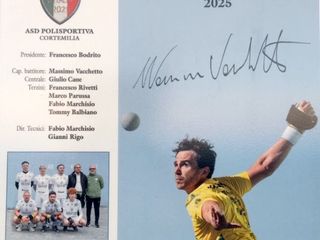 2021
ASD POLISPORTIVA
CORTEMILIA
Presidente: Francesco Bodrito
Cap. battitore: Massimo Vacchetto
Centrale: Giulio Cane
Terzini: Francesco Rivetti
Marco Parussa
Fabio Marchisio
Tommy Balbiano
Dir. Tecnici: Fabio Marchisio
Gianni Rigo
2025